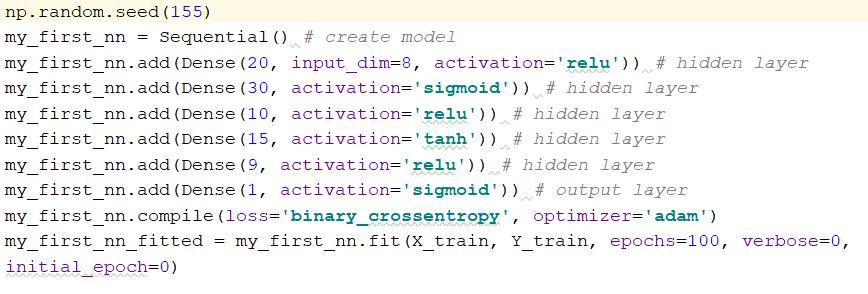 np.random.seed(155)
my_first_nn = Sequential() # create model
my_first_nn.add(Dense(20, input_dim=8, activation='relu')) # hidden layer
my_first_nn.add(Dense(30, activation='sigmoid')) # hidden layer
my_first_nn.add(Dense(10, activation='relu')) # hidden layer
my_first_nn.add(Dense(15, activation='tanh')) # hidden layer
my_first_nn.add(Dense(9, activation='relu')) # hidden layer
my_first_nn.add(Dense(1, activation='sigmoid')) # output layer
my_first_nn.compile(loss='binary_crossentropy', optimizer='adam')
my_first_nn_fitted = my_first_nn.fit(X_train, Y_train, epochs=100, verbose=0,
initial_epoch=0)